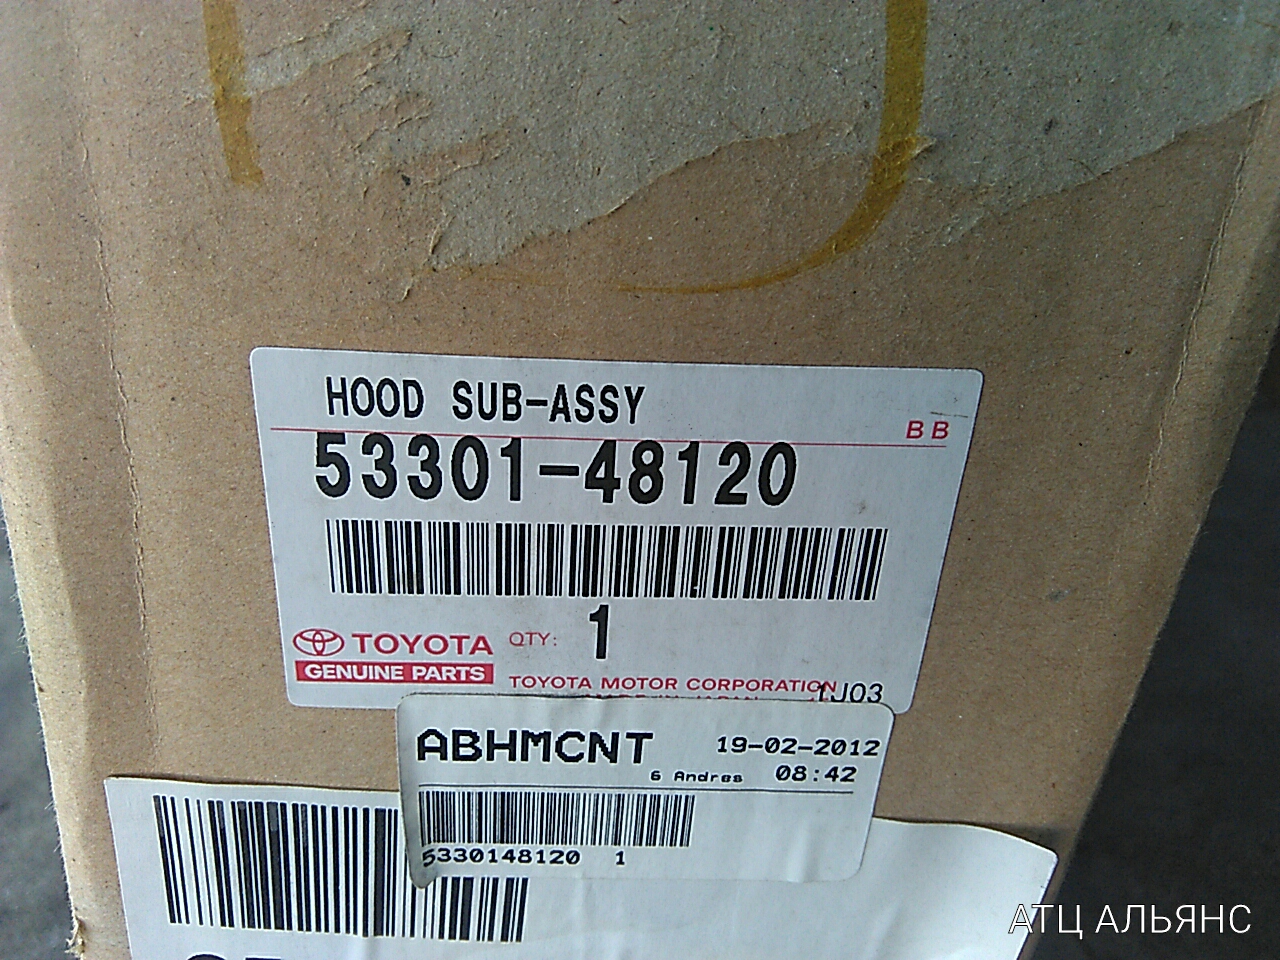 HOOD SUB-ASSY
BB
53301-48120
TOYOTA
QTY: 1
GENUINE PARTS
TOYOTA MOTOR CORPORATION
1J03
ABHMCNT 19-02-2012
6 Andres 08:42
5330148120 1
АТЦ АЛЬЯНС